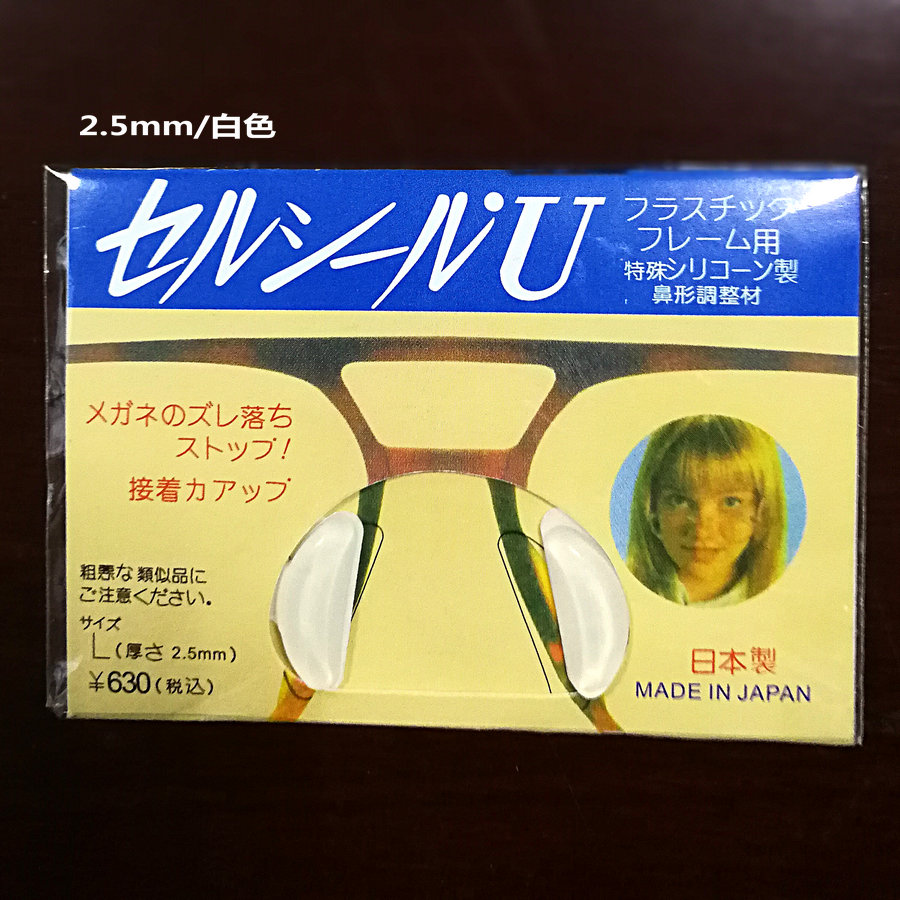 2.5mm/白色
セルシールU
フラスチック
フレーム用
特殊シリコーン製
鼻形調整材
メガネのズレ落ち
ストップ!
接着力アップ
粗悪な類似品に
ご注意ください。
サイズ
L(厚さ 2.5mm)
¥630(税込)
日本製
MADE IN JAPAN